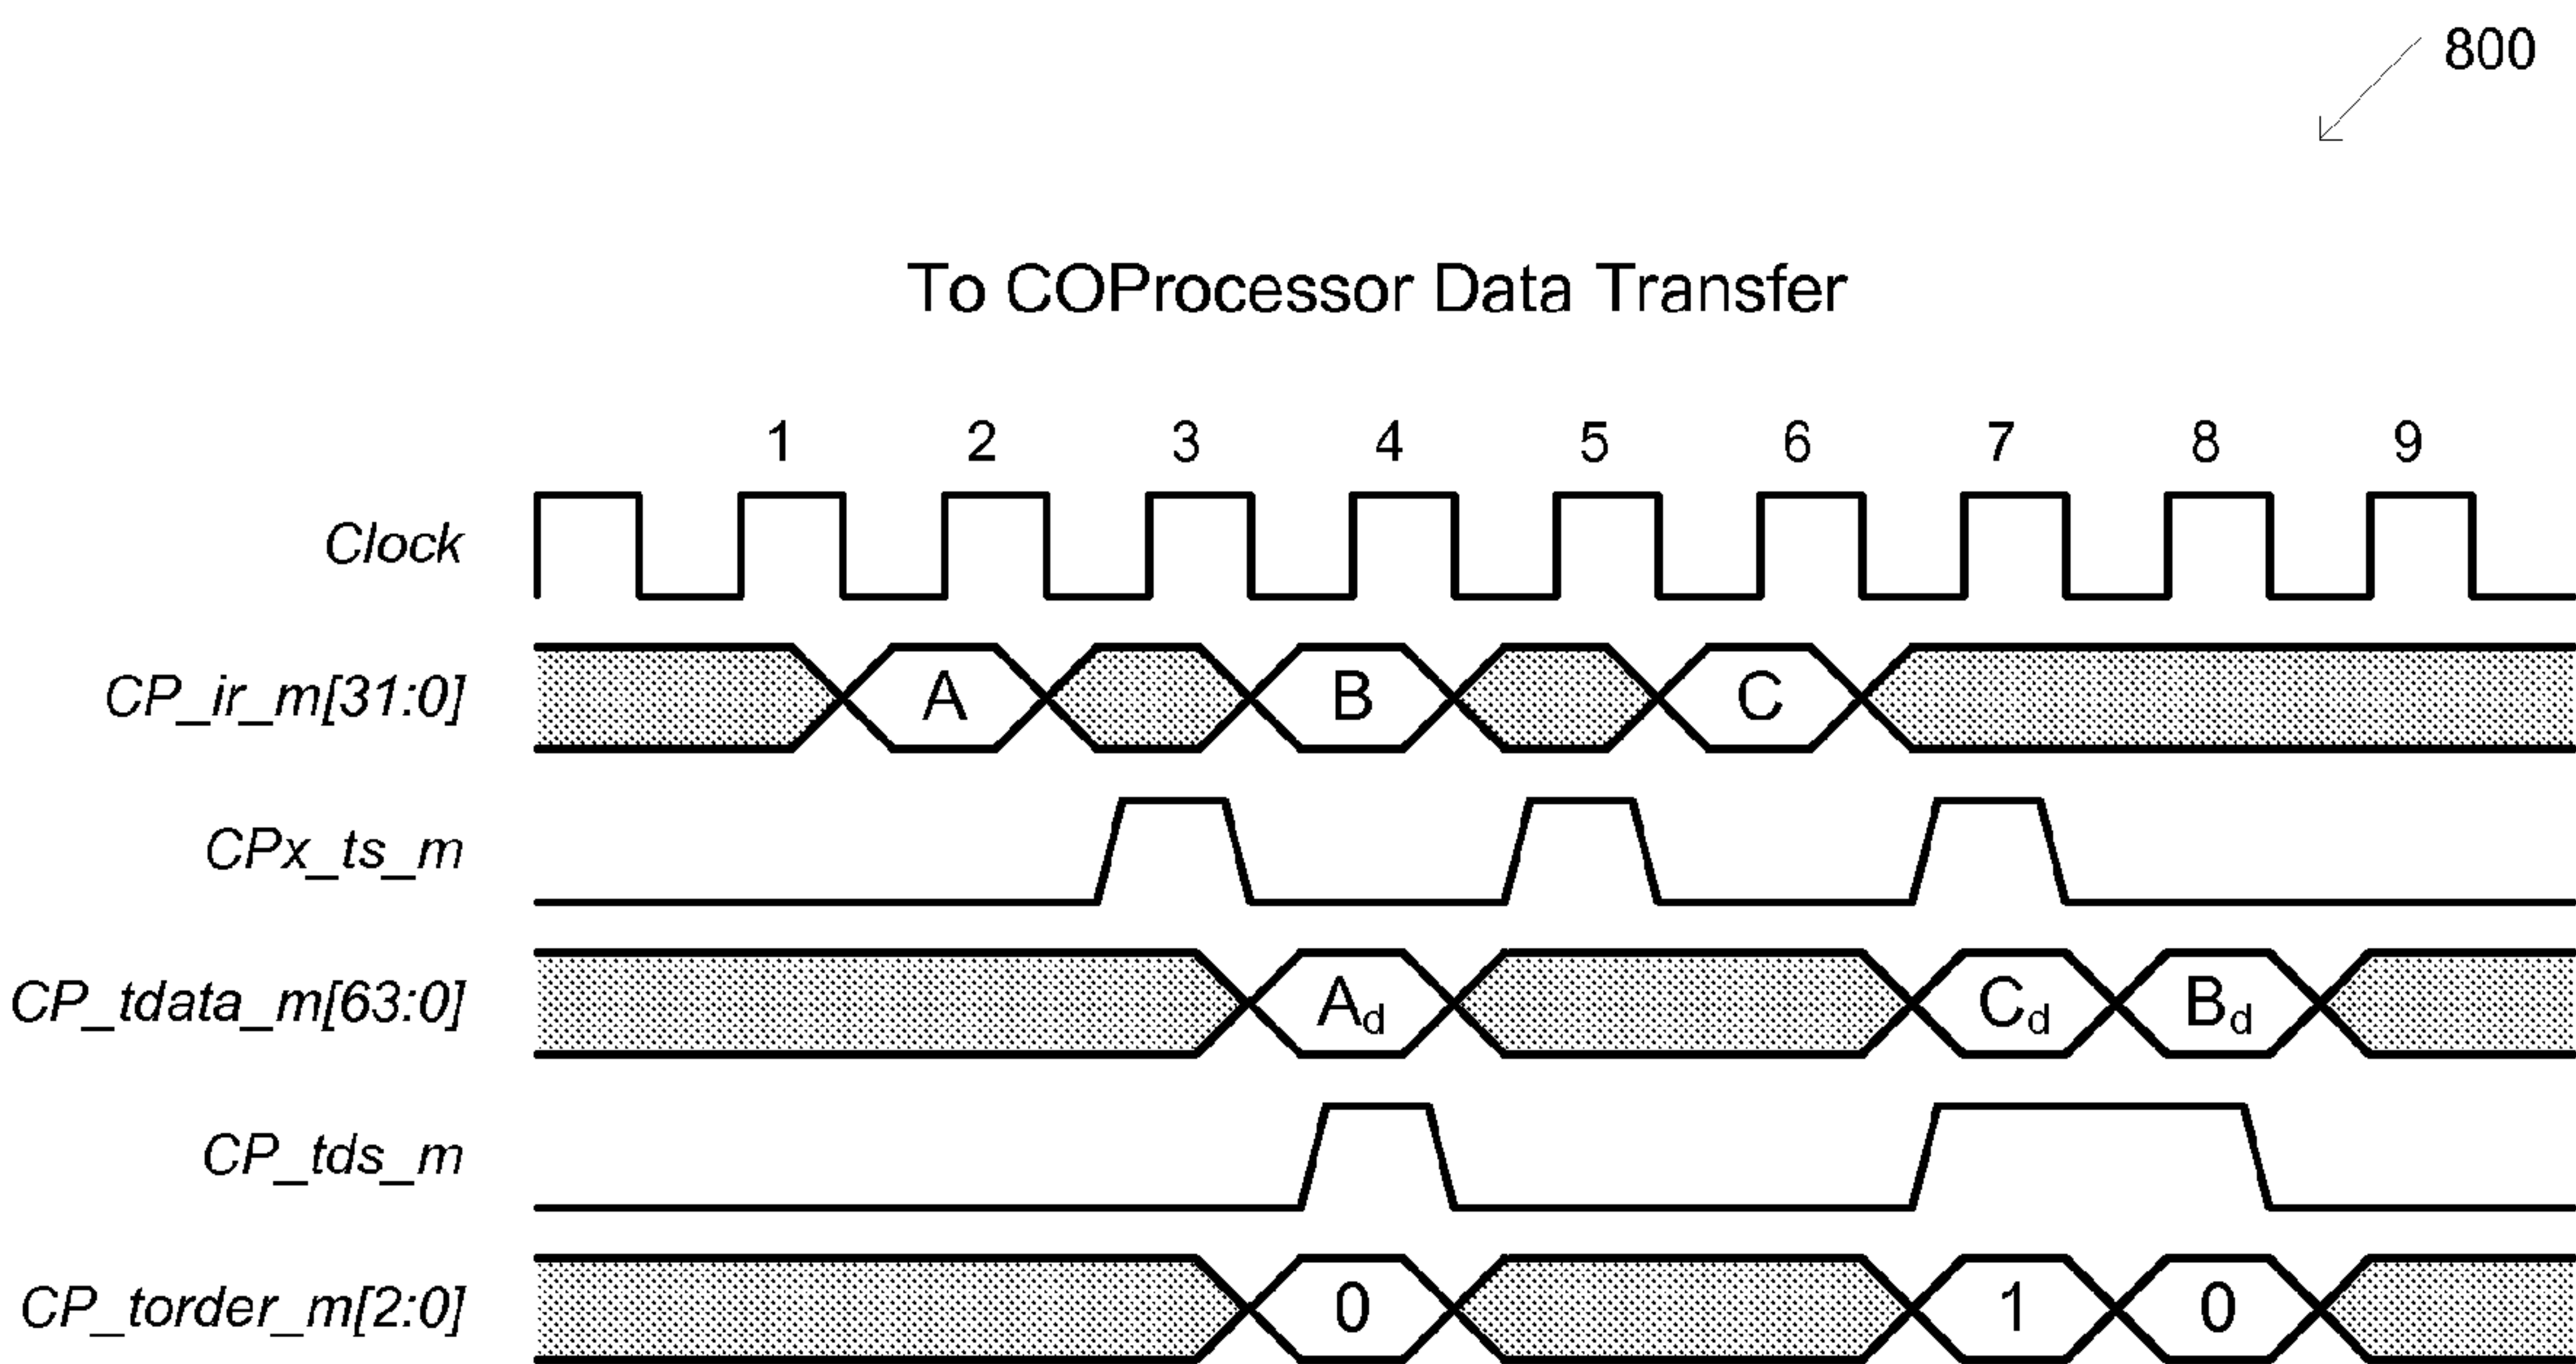 800
To COProcessor Data Transfer
1 2 3 4 5 6 7 8 9
Clock
CP_ir_m[31:0] A B C
CPx_ts_m
CP_tdata_m[63:0] Ad Cd Bd
CP_tds_m
CP_torder_m[2:0] 0 1 0